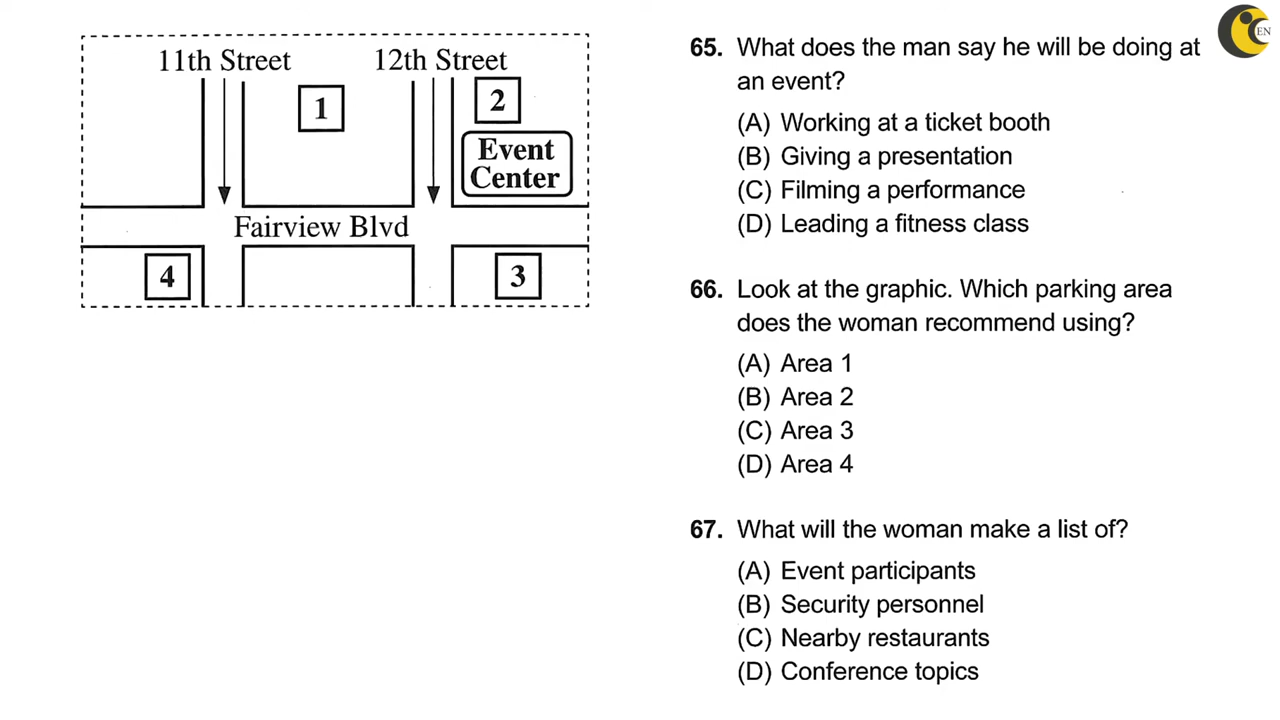 11th Street
12th Street
1
2
Event
Center
Fairview Blvd
4
3
65. What does the man say he will be doing at
an event?
(A) Working at a ticket booth
(B) Giving a presentation
(C) Filming a performance
(D) Leading a fitness class
66. Look at the graphic. Which parking area
does the woman recommend using?
(A) Area 1
(B) Area 2
(C) Area 3
(D) Area 4
67. What will the woman make a list of?
(A) Event participants
(B) Security personnel
(C) Nearby restaurants
(D) Conference topics
EN